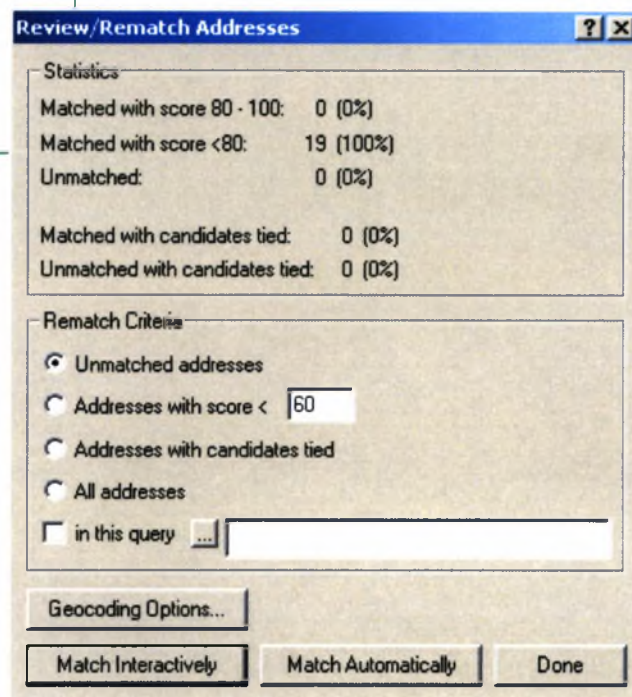 Review/Rematch Addresses
Statistics
Matched with score 80 - 100: 0 (0%)
Matched with score <80: 19 (100%)
Unmatched: 0 (0%)
Matched with candidates tied: 0 (0%)
Unmatched with candidates tied: 0 (0%)
Rematch Criteria
Unmatched addresses
Addresses with score < 60
Addresses with candidates tied
All addresses
in this query ...
Geocoding Options...
Match Interactively Match Automatically Done